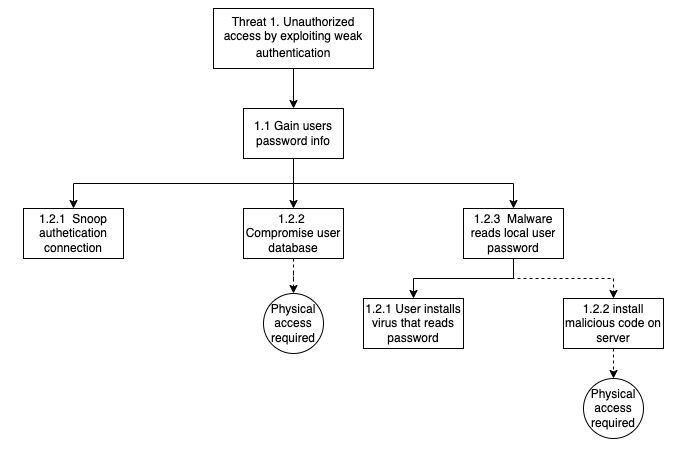 Threat 1. Unauthorized
access by exploiting weak
authentication
1.1 Gain users
password info
1.2.1 Snoop
authetication
connection
1.2.2
Compromise user
database
1.2.3 Malware
reads local user
password
Physical
access
required
1.2.1 User installs
virus that reads
password
1.2.2 install
malicious code on
server
Physical
access
required